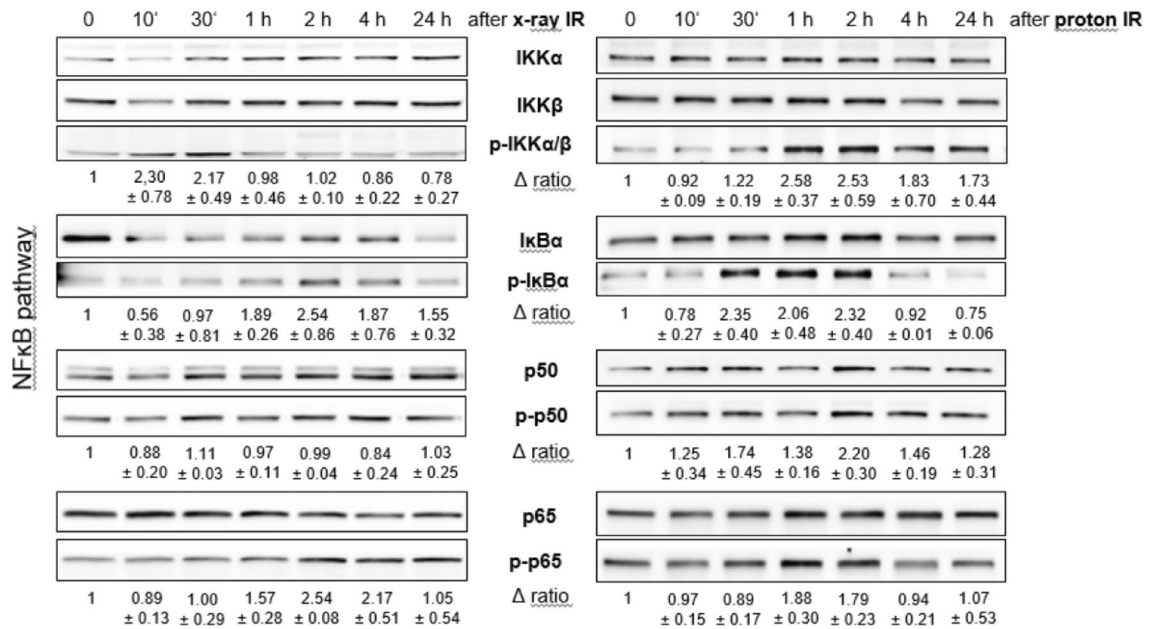 0 10' 30' 1 h 2 h 4 h 24 h after x-ray IR 0 10' 30' 1 h 2 h 4 h 24 h after proton IR
IKKα
IKKβ
p-IKKα/β
1 2,30 2.17 0.98 1.02 0.86 0.78 Δ ratio 1 0.92 1.22 2.58 2.53 1.83 1.73
± 0.78 ± 0.49 ± 0.46 ± 0.10 ± 0.22 ± 0.27 ± 0.09 ± 0.19 ± 0.37 ± 0.59 ± 0.70 ± 0.44
NFκB pathway
IκBα
p-IκBα
1 0.56 0.97 1.89 2.54 1.87 1.55 Δ ratio 1 0.78 2.35 2.06 2.32 0.92 0.75
± 0.38 ± 0.81 ± 0.26 ± 0.86 ± 0.76 ± 0.32 ± 0.27 ± 0.40 ± 0.48 ± 0.40 ± 0.01 ± 0.06
p50
p-p50
1 0.88 1.11 0.97 0.99 0.84 1.03 Δ ratio 1 1.25 1.74 1.38 2.20 1.46 1.28
± 0.20 ± 0.03 ± 0.11 ± 0.04 ± 0.24 ± 0.25 ± 0.34 ± 0.45 ± 0.16 ± 0.30 ± 0.19 ± 0.31
p65
p-p65
1 0.89 1.00 1.57 2.54 2.17 1.05 Δ ratio 1 0.97 0.89 1.88 1.79 0.94 1.07
± 0.13 ± 0.29 ± 0.28 ± 0.08 ± 0.51 ± 0.54 ± 0.15 ± 0.17 ± 0.30 ± 0.23 ± 0.21 ± 0.53